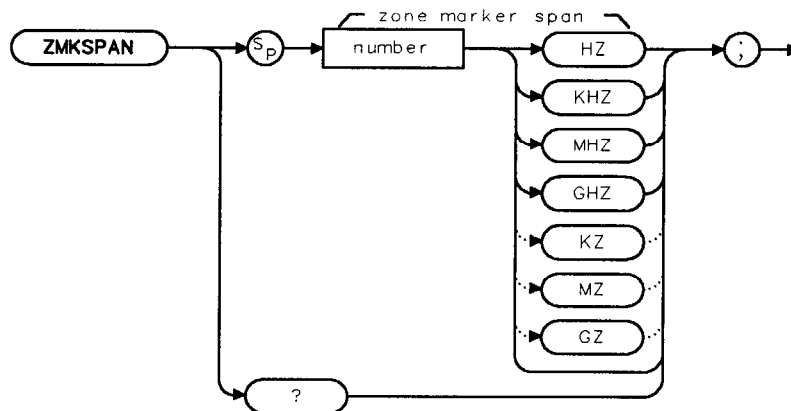 zone marker span
ZMKSPAN
SP
number
HZ
;
KHZ
MHZ
GHZ
KZ
MZ
GZ
?